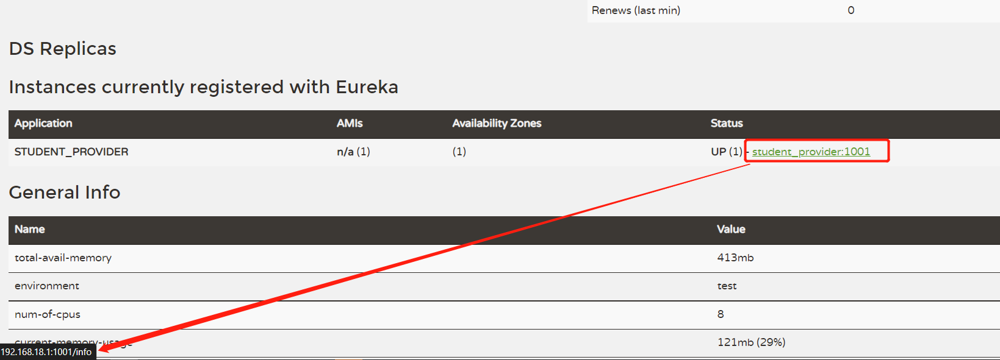 Renews (last min) 0
DS Replicas
Instances currently registered with Eureka
Application AMIs Availability Zones Status
STUDENT_PROVIDER n/a (1) (1) UP (1) - student_provider:1001
General Info
Name Value
total-avail-memory 413mb
environment test
num-of-cpus 8
current-memory-usage 121mb (29%)
192.168.18.1:1001/info